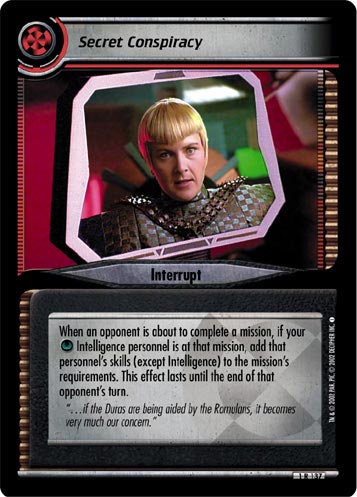 Secret Conspiracy
Interrupt
When an opponent is about to complete a mission, if your
Intelligence personnel is at that mission, add that
personnel's skills (except Intelligence) to the mission's
requirements. This effect lasts until the end of that
opponent's turn.
"…if the Duras are being aided by the Romulans, it becomes
very much our concern."
TM & © 2002 PAR. PIC. © 2002 DECIPHER INC.
1 R 137